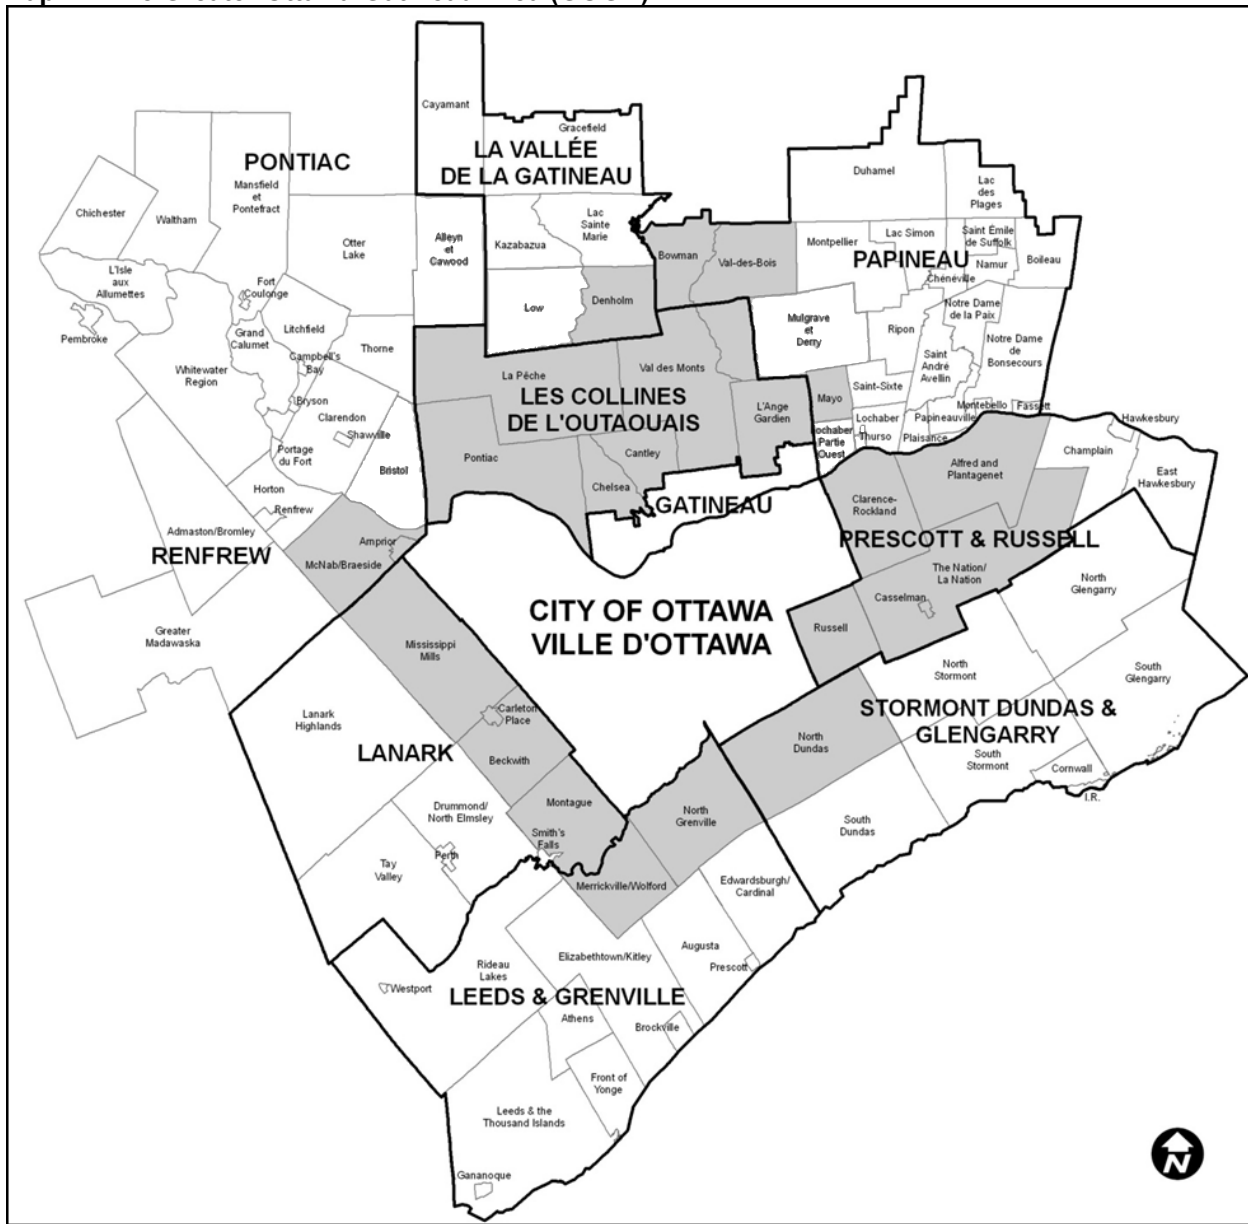 Cayamant
Gracefield
LA VALLÉE
DE LA GATINEAU
PONTIAC
Mansfield
et
Pontefract
Chichester
Waltham
Otter
Lake
Alleyn
et
Cawood
Kazabazua
Lac
Sainte
Marie
Low
Denholm
Bowman
Val-des-Bois
Duhamel
Lac
des
Plages
Montpellier
Lac Simon
Saint Émile
de Suffolk
PAPINEAU
Boileau
Namur
Chénéville
Notre Dame
de la Paix
Mulgrave
et
Derry
Ripon
Notre Dame
de
Bonsecours
Saint
André
Avellin
L'Isle
aux
Allumettes
Pembroke
Fort
Coulonge
Grand
Calumet
Litchfield
Campbell's
Bay
Thorne
Whitewater
Region
Bryson
Clarendon
Shawville
Portage
du Fort
Bristol
La Pêche
Val des Monts
LES COLLINES
DE L'OUTAOUAIS
L'Ange
Gardien
Mayo
Saint-Sixte
Lochaber
Thurso
Papineauville
Plaisance
Montebello
Fassett
Lochaber
Partie
Ouest
Pontiac
Cantley
Chelsea
GATINEAU
Hawkesbury
Champlain
East
Hawkesbury
Alfred and
Plantagenet
Clarence-
Rockland
PRESCOTT & RUSSELL
The Nation/
La Nation
Casselman
Russell
North
Glengarry
Horton
Renfrew
Admaston/Bromley
RENFREW
Arnprior
McNab/Braeside
Greater
Madawaska
CITY OF OTTAWA
VILLE D'OTTAWA
Mississippi
Mills
Carleton
Place
Lanark
Highlands
LANARK
Beckwith
Drummond/
North Elmsley
Montague
Smith's
Falls
Perth
Tay
Valley
North
Stormont
South
Glengarry
STORMONT DUNDAS &
GLENGARRY
North
Dundas
South
Stormont
Cornwall
I.R.
South
Dundas
North
Grenville
Merrickville/Wolford
Edwardsburgh/
Cardinal
Augusta
Prescott
Elizabethtown/Kitley
Rideau
Lakes
Westport
LEEDS & GRENVILLE
Athens
Brockville
Front of
Yonge
Leeds & the
Thousand Islands
Gananoque
N